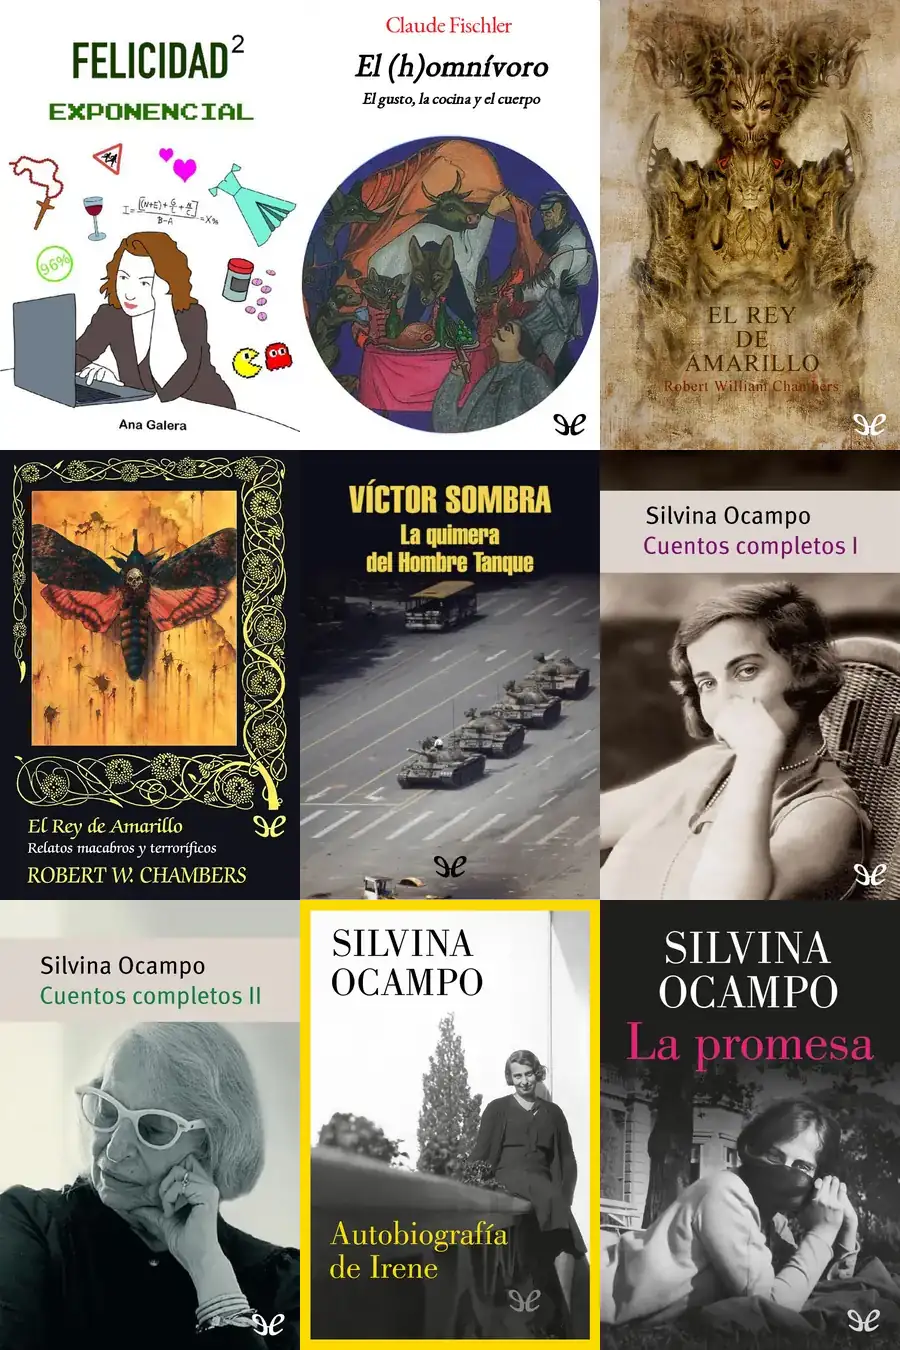 FELICIDAD²
EXPONENCIAL
96%
Ana Galera
Claude Fischler
El (h)omnívoro
El gusto, la cocina y el cuerpo
EL REY
DE
AMARILLO
Robert William Chambers
El Rey de Amarillo
Relatos macabros y terroríficos
ROBERT W. CHAMBERS
VÍCTOR SOMBRA
La quimera
del Hombre Tanque
Silvina Ocampo
Cuentos completos I
Silvina Ocampo
Cuentos completos II
SILVINA
OCAMPO
Autobiografía
de Irene
SILVINA
OCAMPO
La promesa